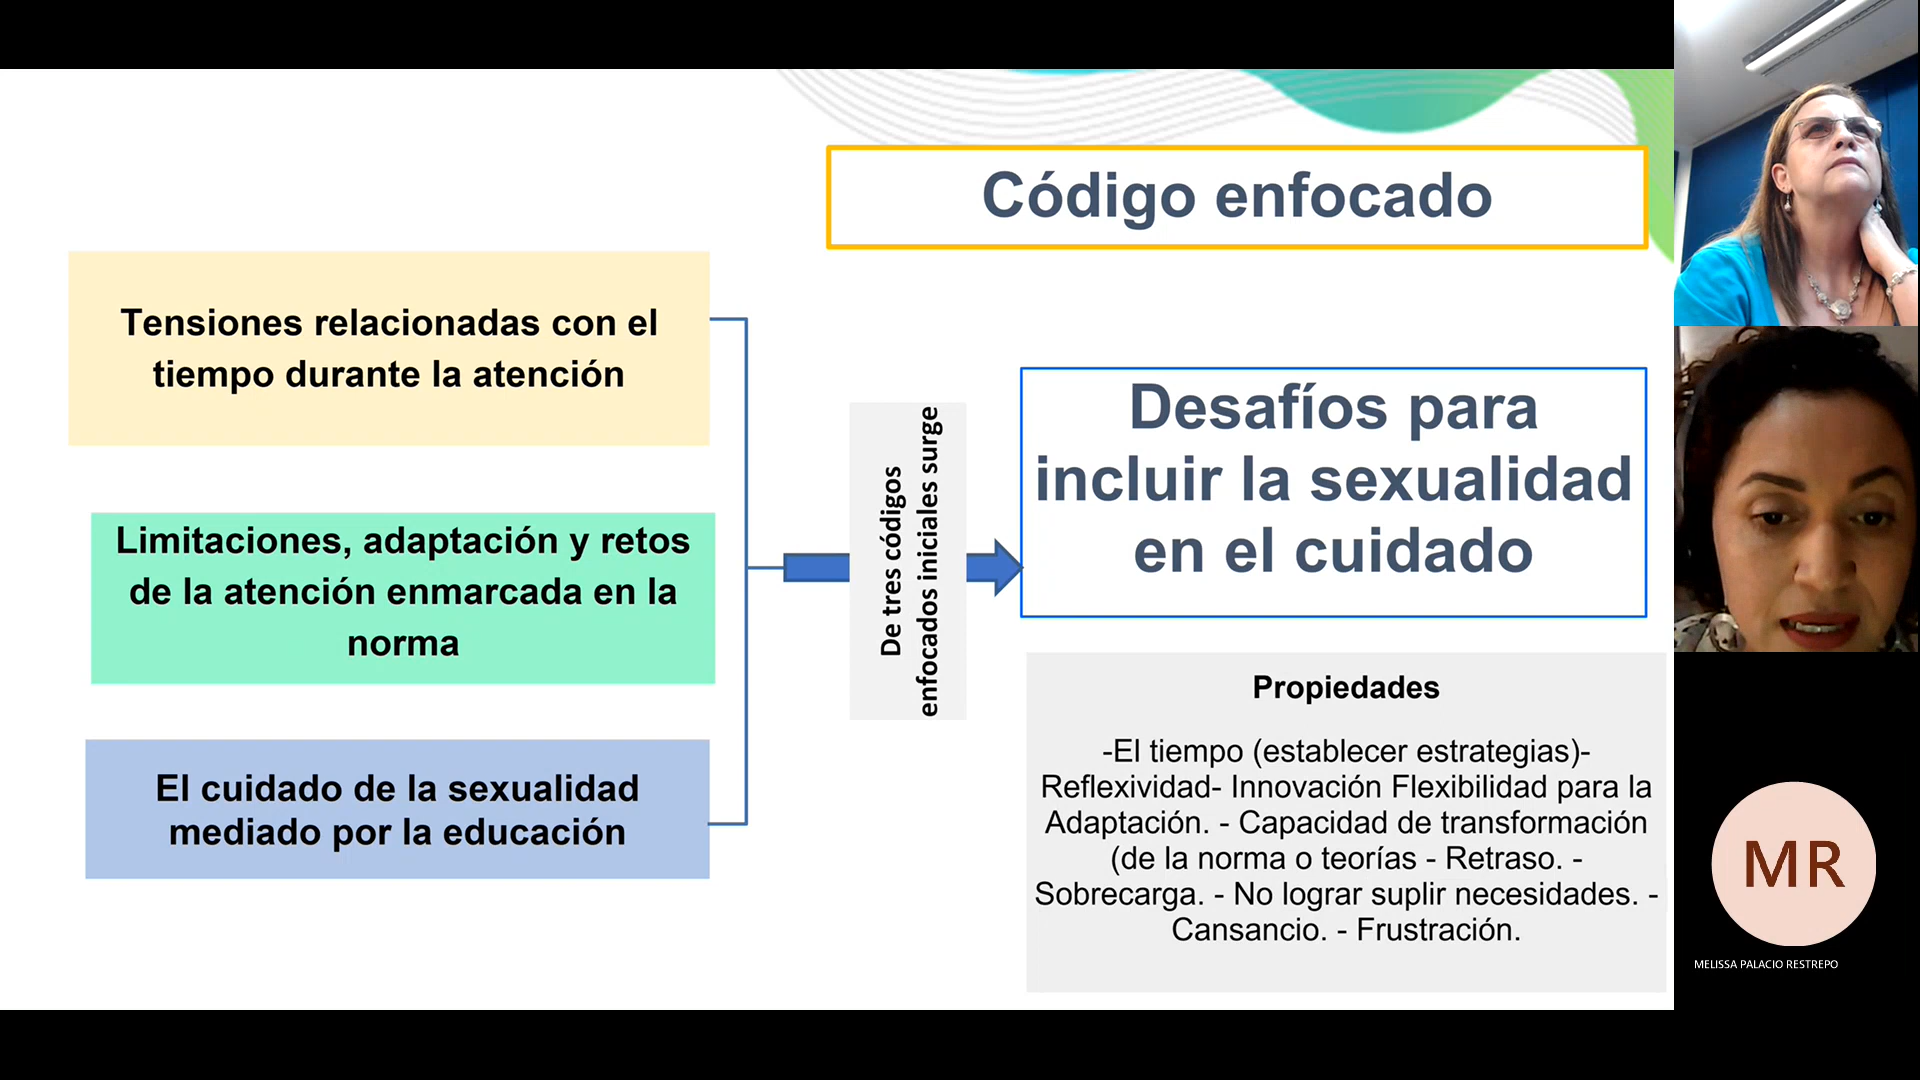 Código enfocado
Tensiones relacionadas con el
tiempo durante la atención
Limitaciones, adaptación y retos
de la atención enmarcada en la
norma
El cuidado de la sexualidad
mediado por la educación
De tres códigos
enfocados iniciales surge
Desafíos para
incluir la sexualidad
en el cuidado
Propiedades
-El tiempo (establecer estrategias)-
Reflexividad- Innovación Flexibilidad para la
Adaptación. - Capacidad de transformación
(de la norma o teorías - Retraso. -
Sobrecarga. - No lograr suplir necesidades. -
Cansancio. - Frustración.
MR
MELISSA PALACIO RESTREPO